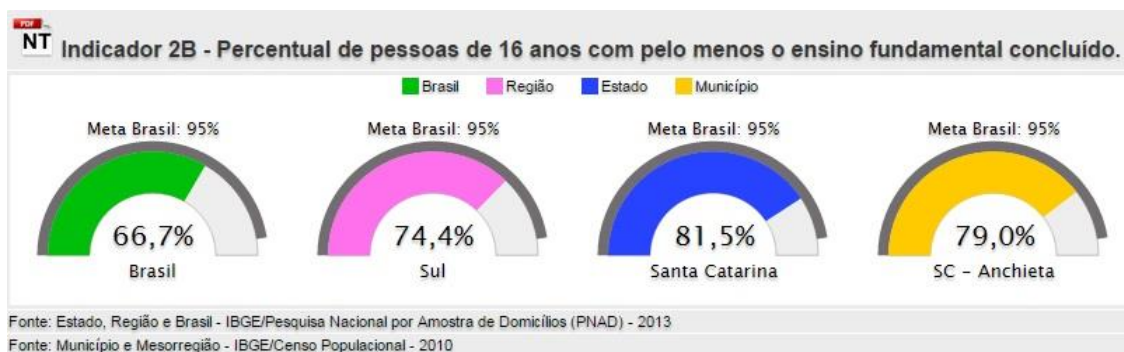 PDF
NT
Indicador 2B - Percentual de pessoas de 16 anos com pelo menos o ensino fundamental concluído.
Brasil Região Estado Município
Meta Brasil: 95% Meta Brasil: 95% Meta Brasil: 95% Meta Brasil: 95%
66,7% 74,4% 81,5% 79,0%
Brasil Sul Santa Catarina SC - Anchieta
Fonte: Estado, Região e Brasil - IBGE/Pesquisa Nacional por Amostra de Domicílios (PNAD) - 2013
Fonte: Município e Mesorregião - IBGE/Censo Populacional - 2010